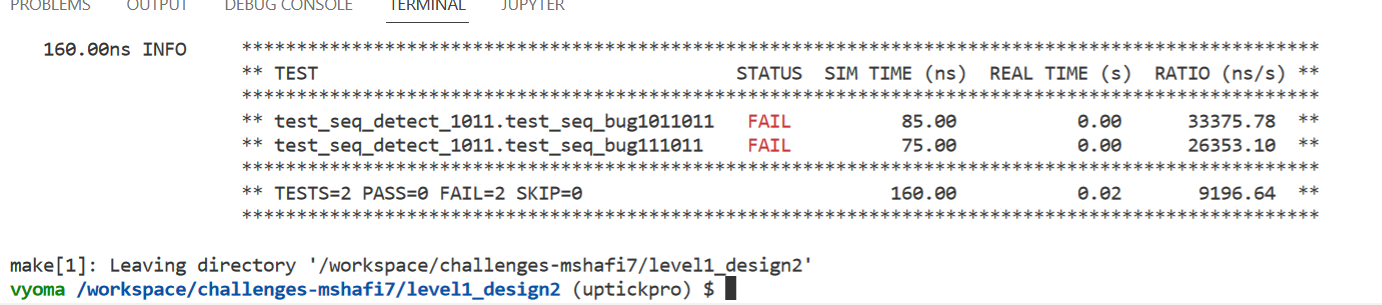 PROBLEMS OUTPUT DEBUG CONSOLE TERMINAL JUPYTER
160.00ns INFO **************************************************************************************************
** TEST STATUS SIM TIME (ns) REAL TIME (s) RATIO (ns/s) **
**************************************************************************************************
** test_seq_detect_1011.test_seq_bug1011011 FAIL 85.00 0.00 33375.78 **
** test_seq_detect_1011.test_seq_bug111011 FAIL 75.00 0.00 26353.10 **
**************************************************************************************************
** TESTS=2 PASS=0 FAIL=2 SKIP=0 160.00 0.02 9196.64 **
**************************************************************************************************
make[1]: Leaving directory '/workspace/challenges-mshafi7/level1_design2'
vyoma /workspace/challenges-mshafi7/level1_design2 (uptickpro) $